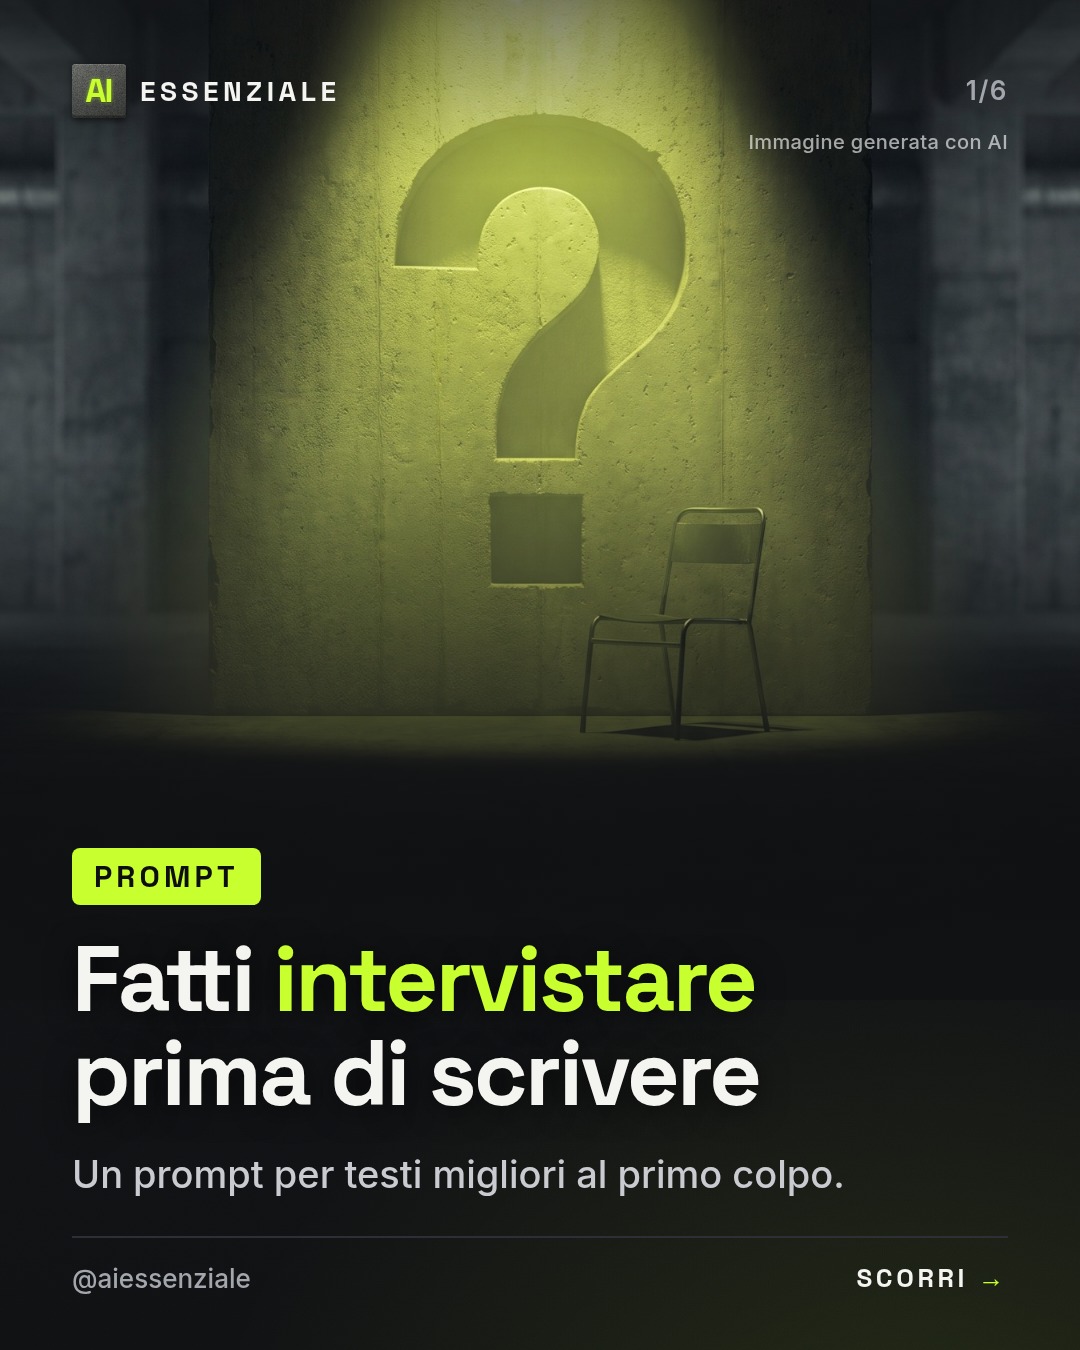 AI ESSENZIALE
1/6
Immagine generata con AI
PROMPT
Fatti intervistare
prima di scrivere
Un prompt per testi migliori al primo colpo.
@aiessenziale
SCORRI →